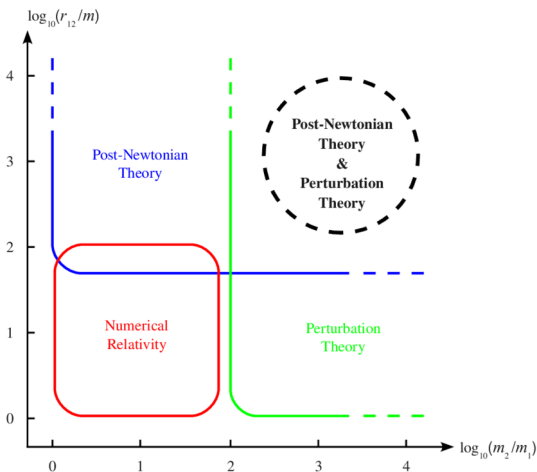 log₁₀(r₁₂/m)
4
Post-Newtonian
Theory
&
Perturbation
Theory
Post-Newtonian
Theory
3
2
1
Numerical
Relativity
Perturbation
Theory
0
0 1 2 3 4
log₁₀(m₂/m₁)